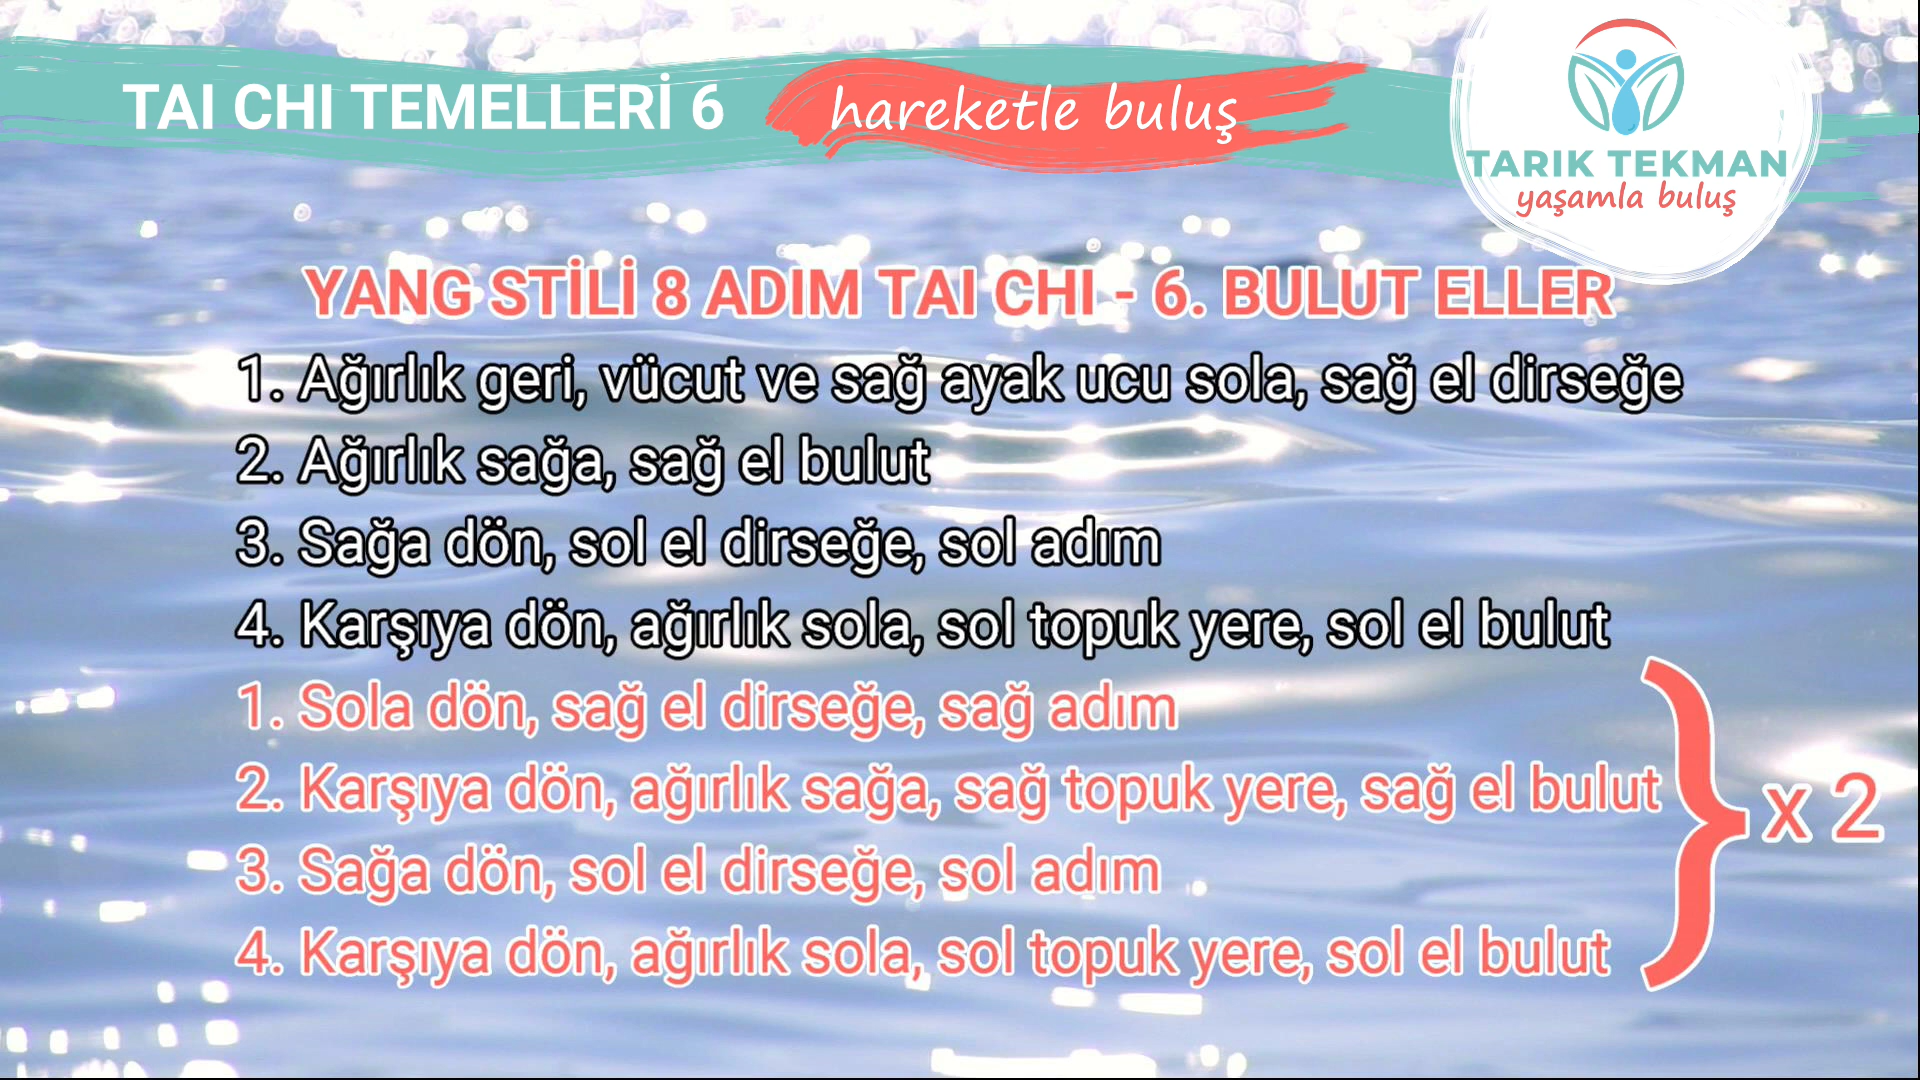 TAI CHI TEMELLERİ 6
hareketle buluş
TARIK TEKMAN
yaşamla buluş
YANG STİLİ 8 ADIM TAI CHI - 6. BULUT ELLER
1. Ağırlık geri, vücut ve sağ ayak ucu sola, sağ el dirseğe
2. Ağırlık sağa, sağ el bulut
3. Sağa dön, sol el dirseğe, sol adım
4. Karşıya dön, ağırlık sola, sol topuk yere, sol el bulut
1. Sola dön, sağ el dirseğe, sağ adım
2. Karşıya dön, ağırlık sağa, sağ topuk yere, sağ el bulut
3. Sağa dön, sol el dirseğe, sol adım
4. Karşıya dön, ağırlık sola, sol topuk yere, sol el bulut
x 2